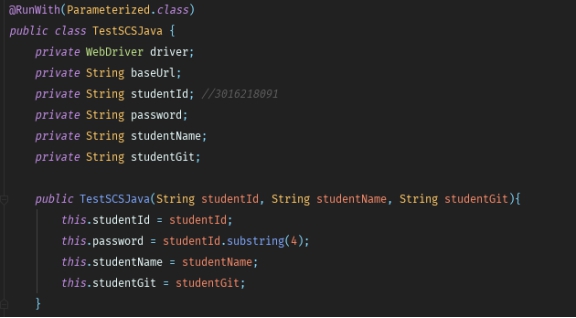 @RunWith(Parameterized.class)
public class TestSCSJava {
private WebDriver driver;
private String baseUrl;
private String studentId; //3016218091
private String password;
private String studentName;
private String studentGit;
public TestSCSJava(String studentId, String studentName, String studentGit){
this.studentId = studentId;
this.password = studentId.substring(4);
this.studentName = studentName;
this.studentGit = studentGit;
}